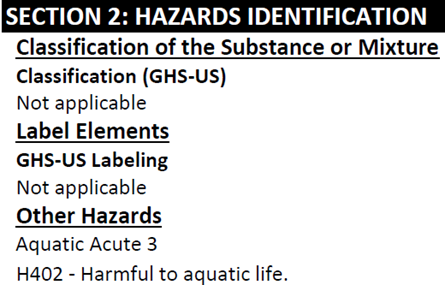 SECTION 2: HAZARDS IDENTIFICATION
Classification of the Substance or Mixture
Classification (GHS-US)
Not applicable
Label Elements
GHS-US Labeling
Not applicable
Other Hazards
Aquatic Acute 3
H402 - Harmful to aquatic life.